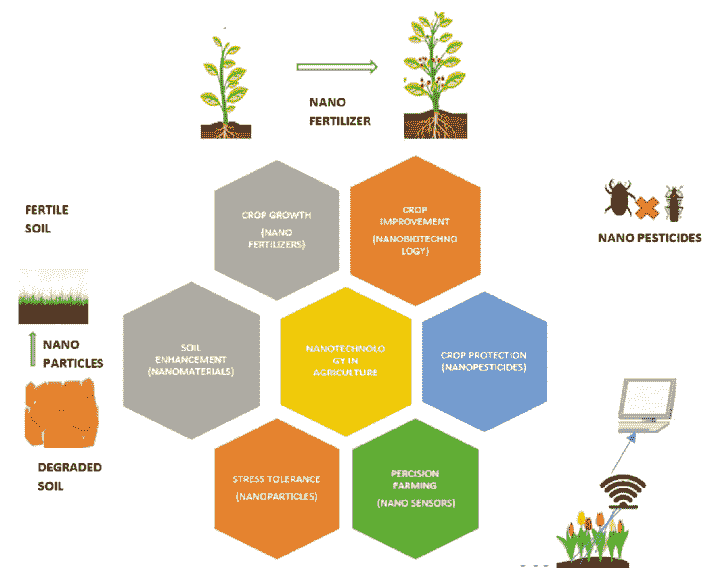 NANO
FERTILIZER
FERTILE
SOIL
CROP GROWTH
(NANO
FERTILIZERS)
CROP
IMPROVEMENT
(NANOBIOTECHNO
LOGY)
NANO PESTICIDES
NANO
PARTICLES
SOIL
ENHANCEMENT
(NANOMATERIALS)
NANOTECHNOLO
GY IN
AGRICULTURE
CROP PROTECTION
(NANOPESTICIDES)
DEGRADED
SOIL
STRESS TOLERANCE
(NANOPARTICLES)
PERCISION
FARMING
(NANO SENSORS)